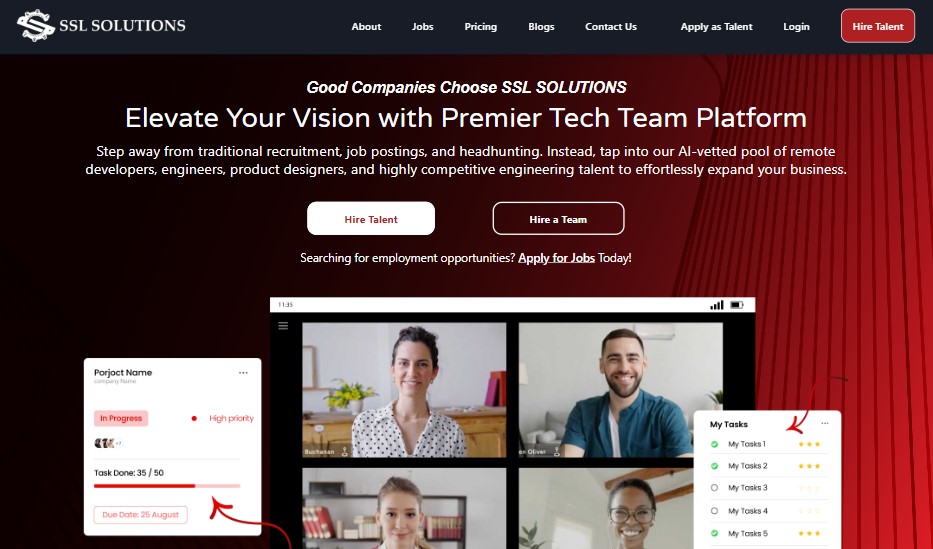 SSL SOLUTIONS
About
Jobs
Pricing
Blogs
Contact Us
Apply as Talent
Login
Hire Talent
Good Companies Choose SSL SOLUTIONS
Elevate Your Vision with Premier Tech Team Platform
Step away from traditional recruitment, job postings, and headhunting. Instead, tap into our AI-vetted pool of remote
developers, engineers, product designers, and highly competitive engineering talent to effortlessly expand your business.
Hire Talent
Hire a Team
Searching for employment opportunities? Apply for Jobs Today!
11:35
Porjoct Name
company Name
In Progress
High priority
+7
Task Done: 35 / 50
Due Date: 25 August
Buchanan
on Oliver
My Tasks
My Tasks 1
My Tasks 2
My Tasks 3
My Tasks 4
My Tasks 5